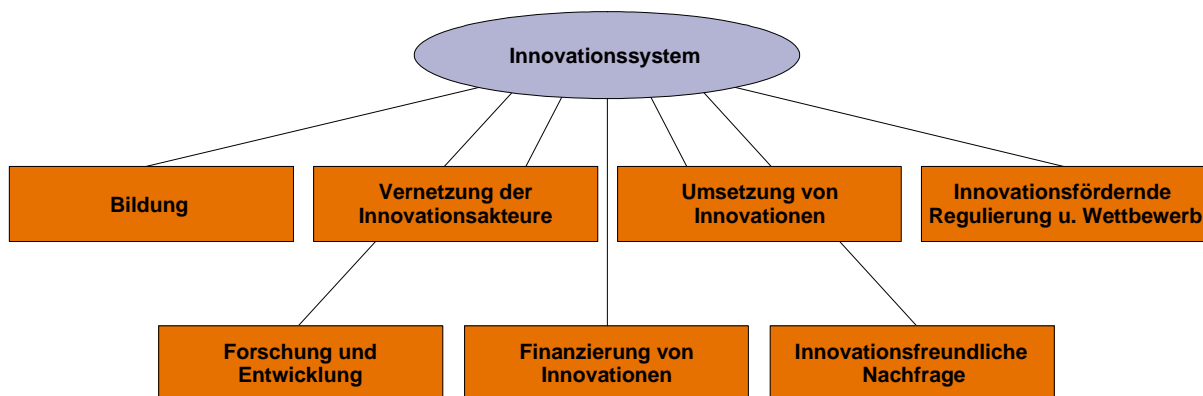 Innovationssystem
Bildung
Vernetzung der
Innovationsakteure
Umsetzung von
Innovationen
Innovationsfördernde
Regulierung u. Wettbewerb
Forschung und
Entwicklung
Finanzierung von
Innovationen
Innovationsfreundliche
Nachfrage